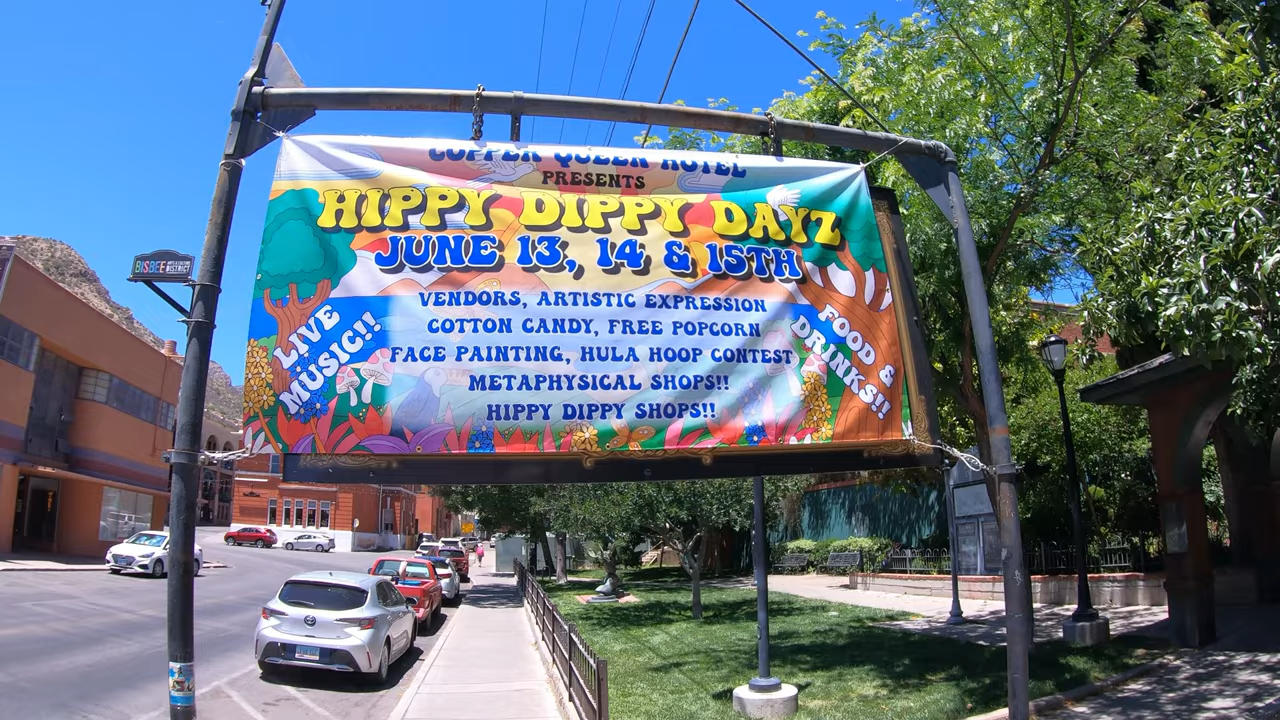 COPPER QUEEN HOTEL
PRESENTS
HIPPY DIPPY DAYZ
JUNE 13, 14 & 15TH
VENDORS, ARTISTIC EXPRESSION
COTTON CANDY, FREE POPCORN
FACE PAINTING, HULA HOOP CONTEST
METAPHYSICAL SHOPS!!
HIPPY DIPPY SHOPS!!
LIVE
MUSIC!!
FOOD &
DRINKS!!
BISBEE
DISTRICT